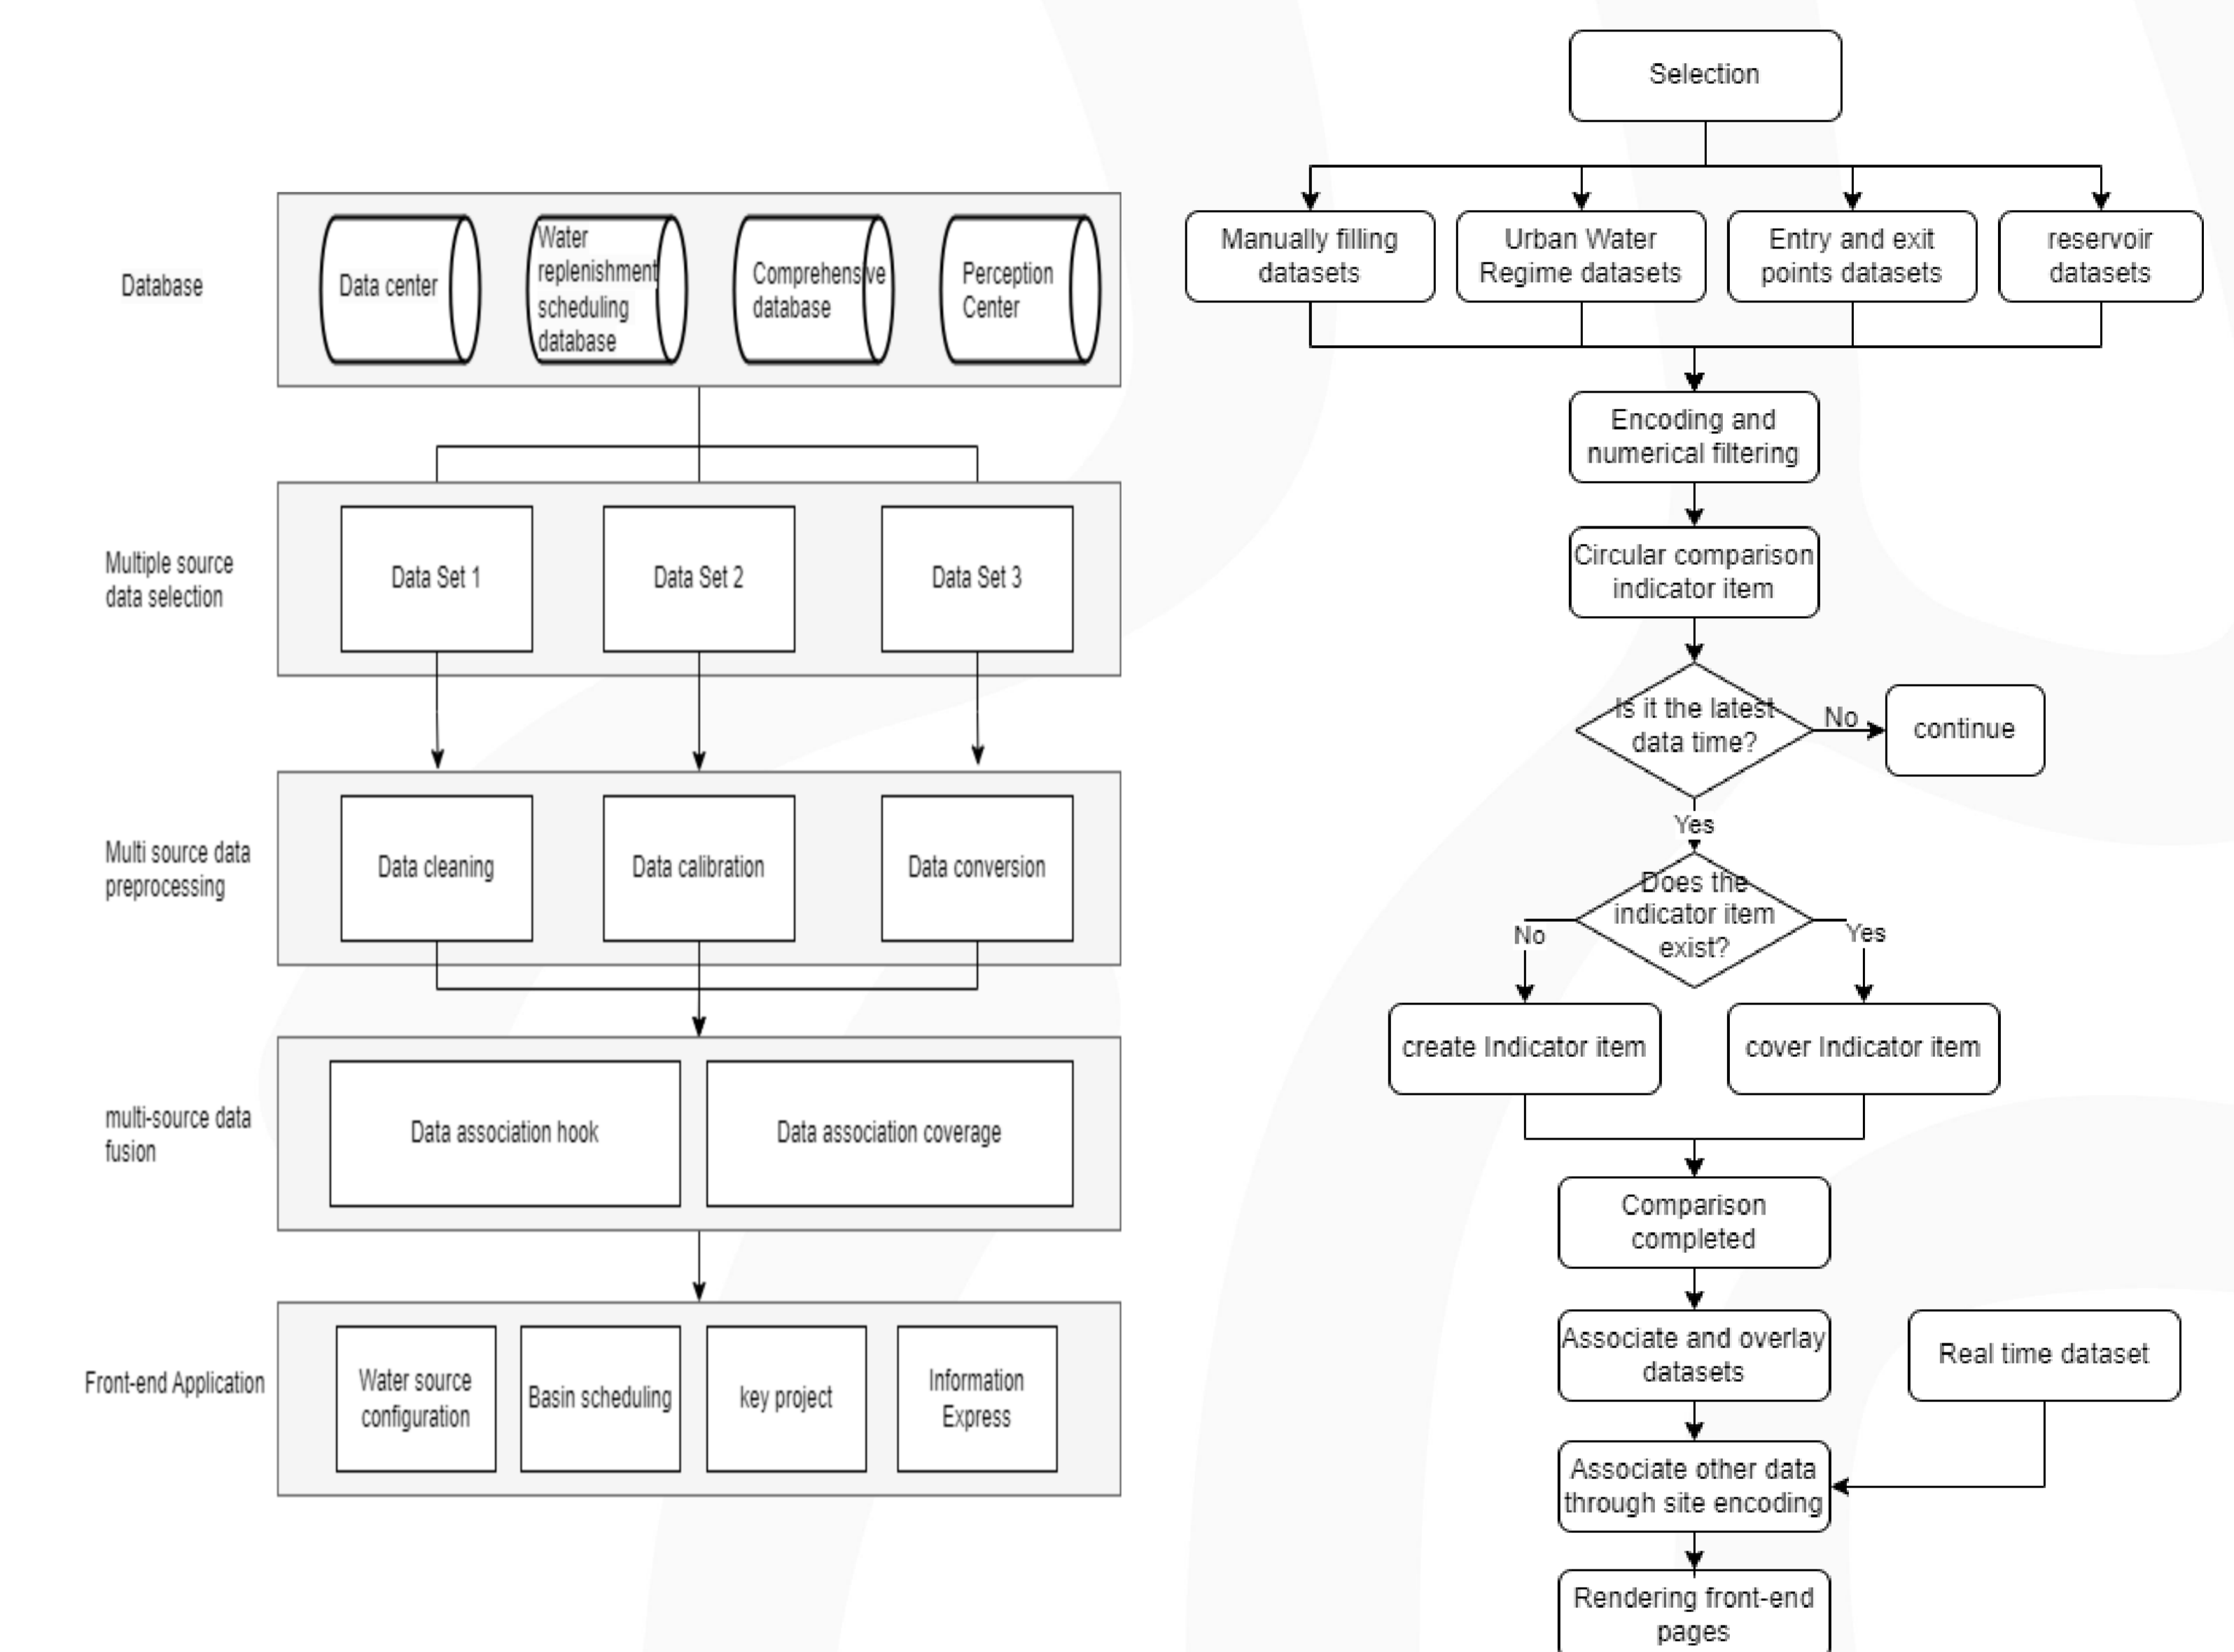 Database
Data center
Water
replenishment
scheduling
database
Comprehensive
database
Perception
Center
Multiple source
data selection
Data Set 1
Data Set 2
Data Set 3
Multi source data
preprocessing
Data cleaning
Data calibration
Data conversion
multi-source data
fusion
Data association hook
Data association coverage
Front-end Application
Water source
configuration
Basin scheduling
key project
Information
Express
Selection
Manually filling
datasets
Urban Water
Regime datasets
Entry and exit
points datasets
reservoir
datasets
Encoding and
numerical filtering
Circular comparison
indicator item
Is it the latest
data time?
No
continue
Yes
Does the
indicator item
exist?
No
Yes
create Indicator item
cover Indicator item
Comparison
completed
Associate and overlay
datasets
Real time dataset
Associate other data
through site encoding
Rendering front-end
pages